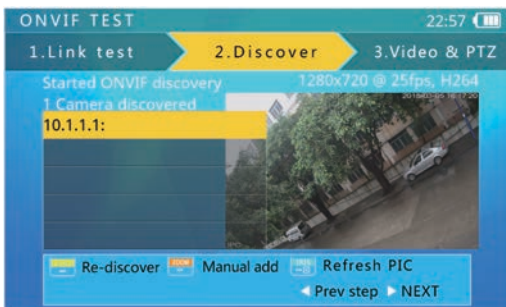 ONVIF TEST 22:57
1.Link test 2.Discover 3.Video & PTZ
Started ONVIF discovery 1280x720 @ 25fps, H264
1 Camera discovered
10.1.1.1:
ZOOM
Re-discover Manual add Refresh PIC
◀ Prev step ▶ NEXT